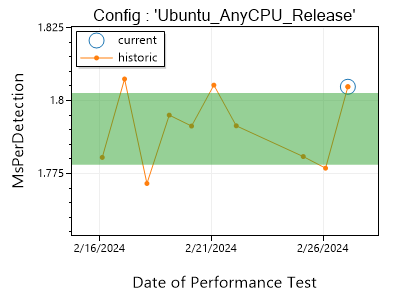 Config : 'Ubuntu_AnyCPU_Release'
1.825
current
historic
1.8
MsPerDetection
1.775
2/16/2024 2/21/2024 2/26/2024
Date of Performance Test